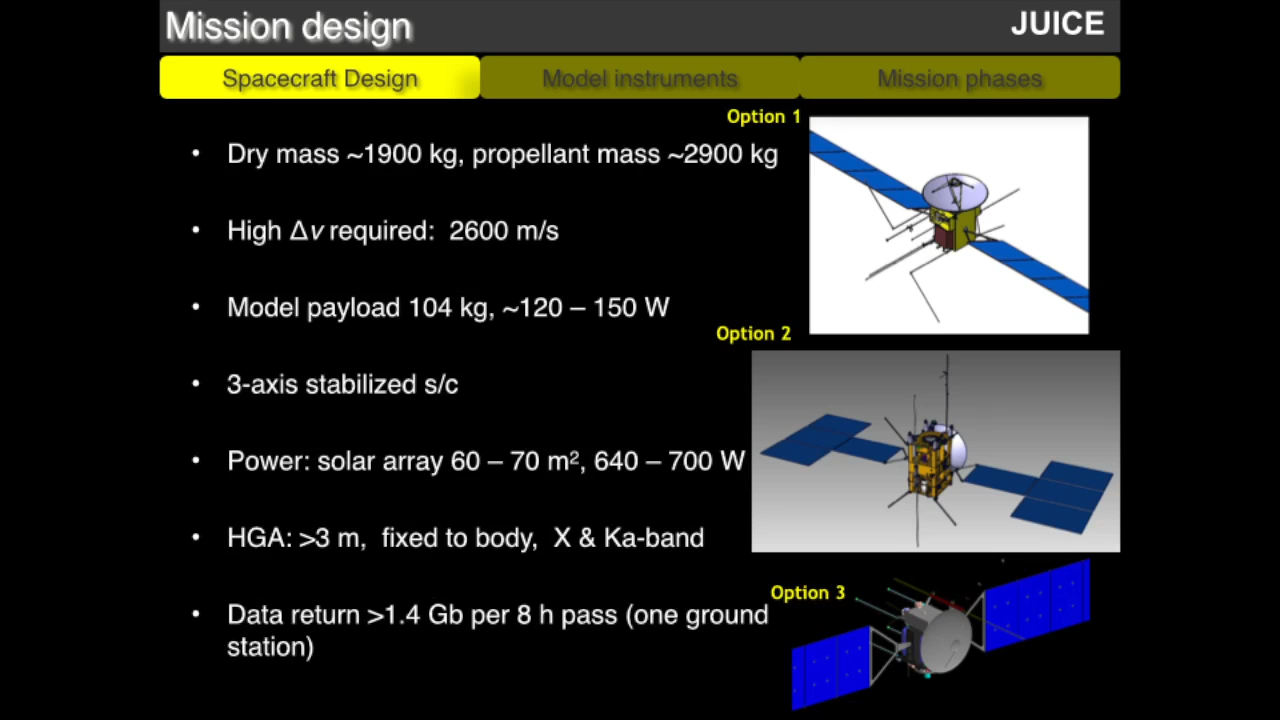 Mission design
JUICE
Spacecraft Design
Model instruments
Mission phases
Option 1
• Dry mass ~1900 kg, propellant mass ~2900 kg
• High Δv required: 2600 m/s
• Model payload 104 kg, ~120 – 150 W
Option 2
• 3-axis stabilized s/c
• Power: solar array 60 – 70 m², 640 – 700 W
• HGA: >3 m, fixed to body, X & Ka-band
Option 3
• Data return >1.4 Gb per 8 h pass (one ground
station)